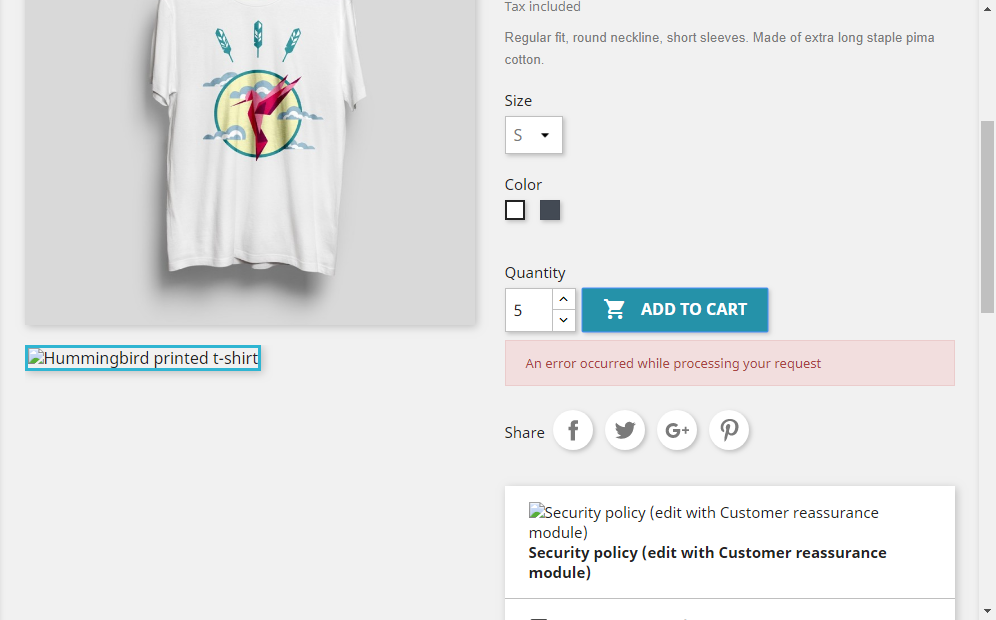 Tax included
Regular fit, round neckline, short sleeves. Made of extra long staple pima
cotton.
Size
S
Color
Quantity
5
ADD TO CART
An error occurred while processing your request
Hummingbird printed t-shirt
Share
Security policy (edit with Customer reassurance
module)
Security policy (edit with Customer reassurance
module)